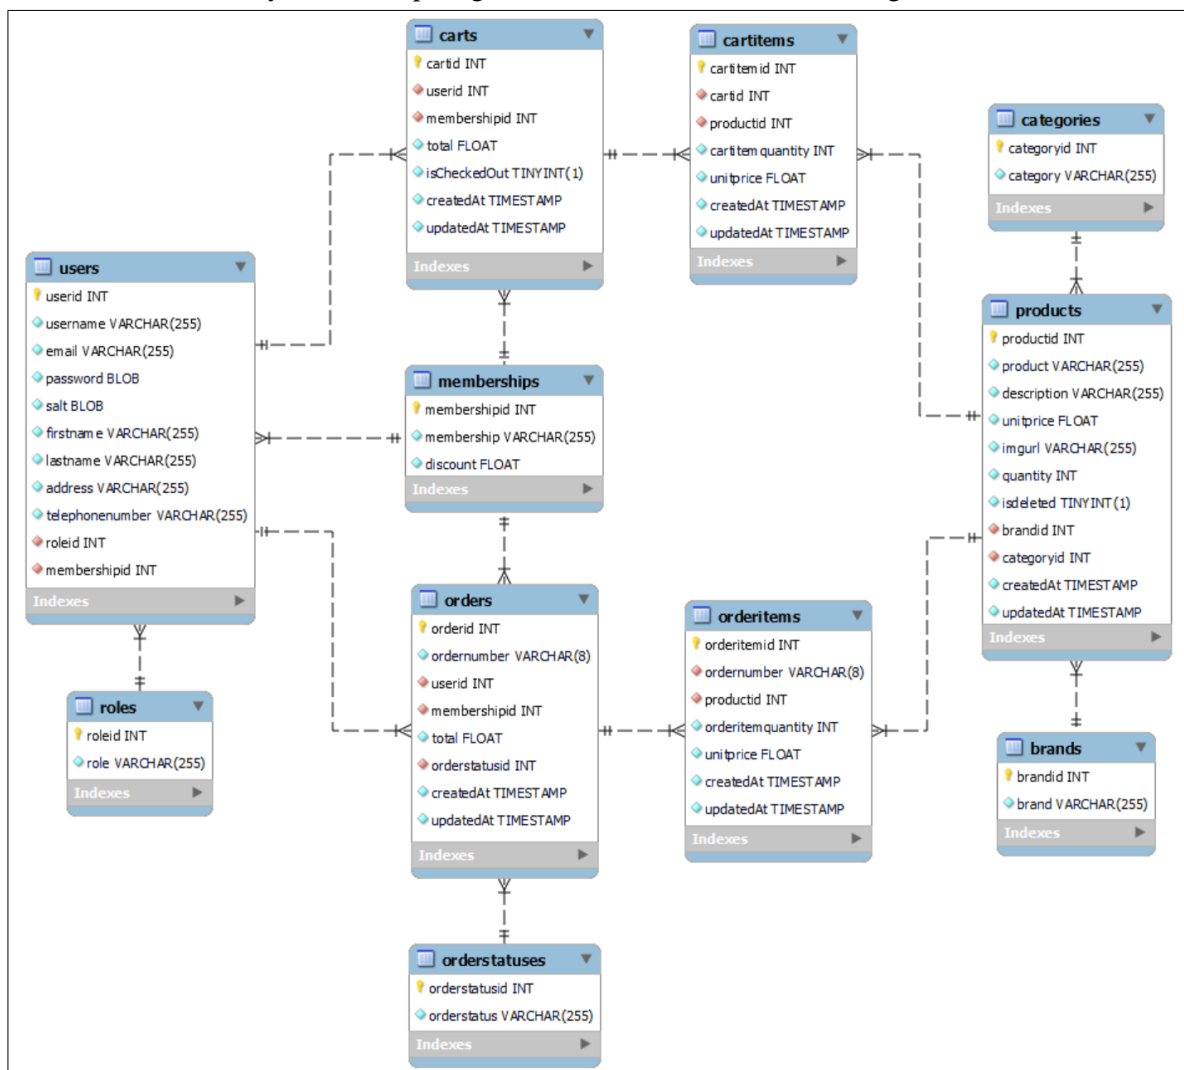 carts
cartid INT
userid INT
membershipid INT
total FLOAT
isCheckedOut TINYINT(1)
createdAt TIMESTAMP
updatedAt TIMESTAMP
Indexes
cartitems
cartitemid INT
cartid INT
productid INT
cartitemquantity INT
unitprice FLOAT
createdAt TIMESTAMP
updatedAt TIMESTAMP
Indexes
categories
categoryid INT
category VARCHAR(255)
Indexes
users
userid INT
username VARCHAR(255)
email VARCHAR(255)
password BLOB
salt BLOB
firstname VARCHAR(255)
lastname VARCHAR(255)
address VARCHAR(255)
telephonenumber VARCHAR(255)
roleid INT
membershipid INT
Indexes
memberships
membershipid INT
membership VARCHAR(255)
discount FLOAT
Indexes
products
productid INT
product VARCHAR(255)
description VARCHAR(255)
unitprice FLOAT
imgurl VARCHAR(255)
quantity INT
isdeleted TINYINT(1)
brandid INT
categoryid INT
createdAt TIMESTAMP
updatedAt TIMESTAMP
Indexes
orders
orderid INT
ordernumber VARCHAR(8)
userid INT
membershipid INT
total FLOAT
orderstatusid INT
createdAt TIMESTAMP
updatedAt TIMESTAMP
Indexes
orderitems
orderitemid INT
ordernumber VARCHAR(8)
productid INT
orderitemquantity INT
unitprice FLOAT
createdAt TIMESTAMP
updatedAt TIMESTAMP
Indexes
roles
roleid INT
role VARCHAR(255)
Indexes
brands
brandid INT
brand VARCHAR(255)
Indexes
orderstatuses
orderstatusid INT
orderstatus VARCHAR(255)
Indexes